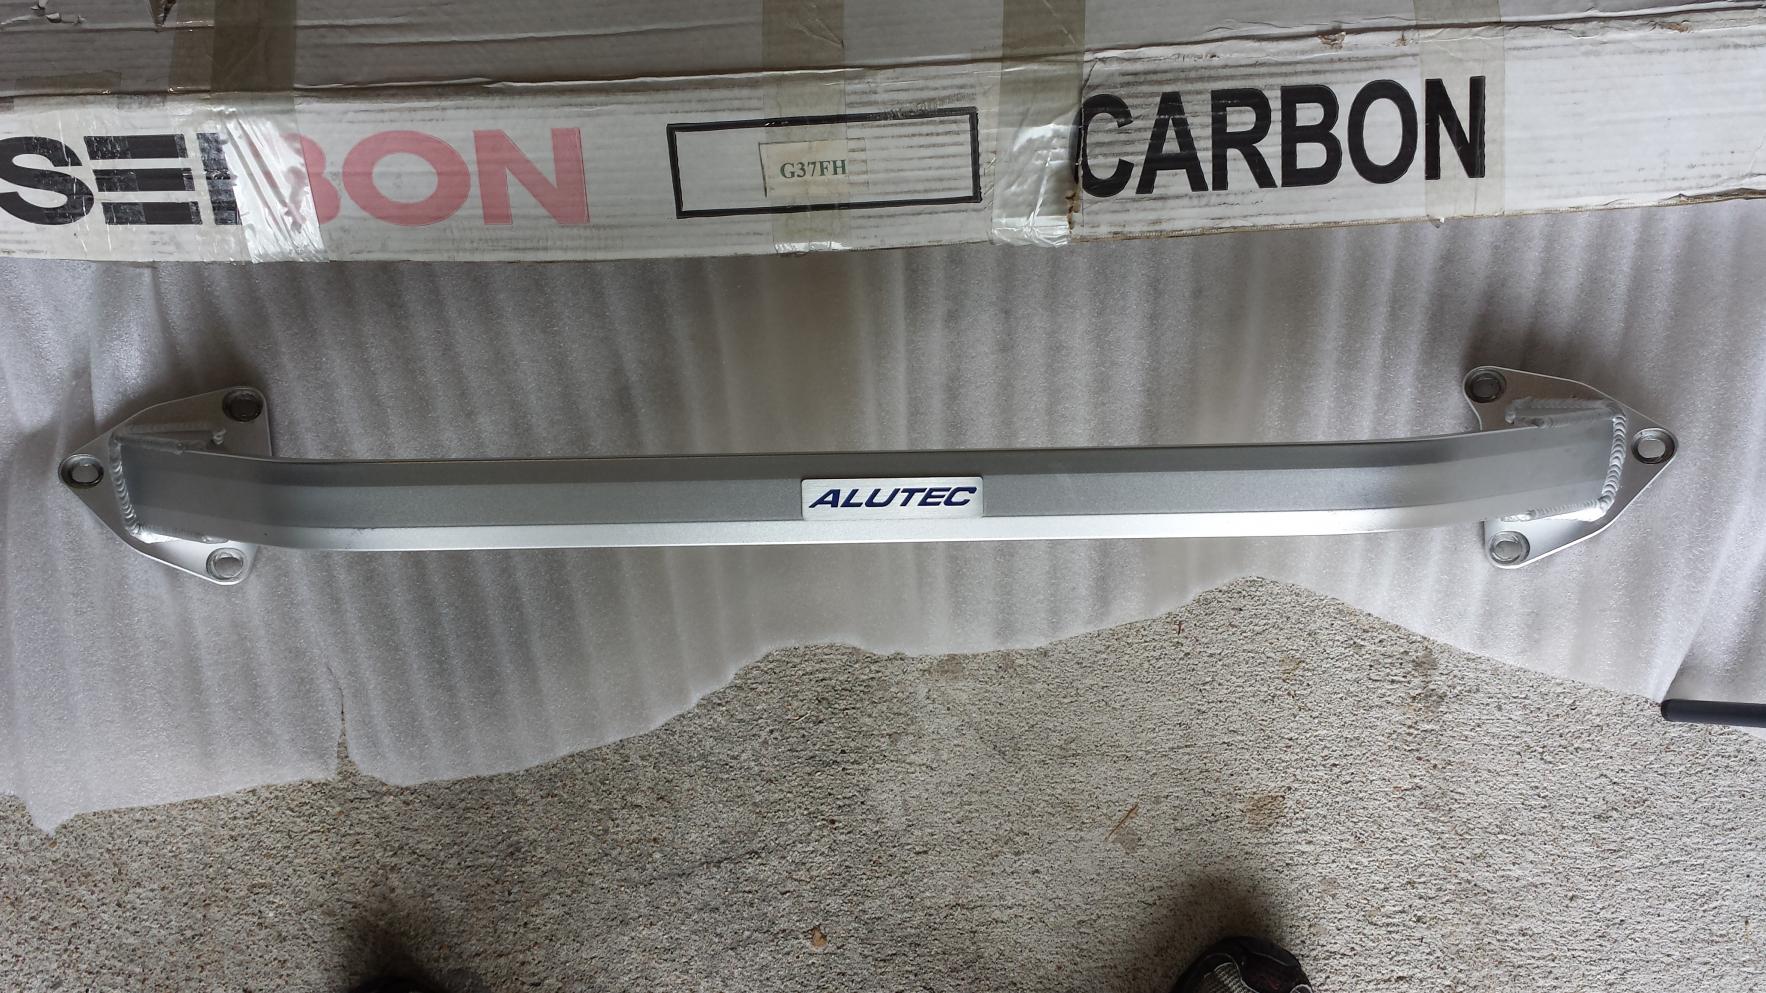 SEIBON
G37FH
CARBON
ALUTEC